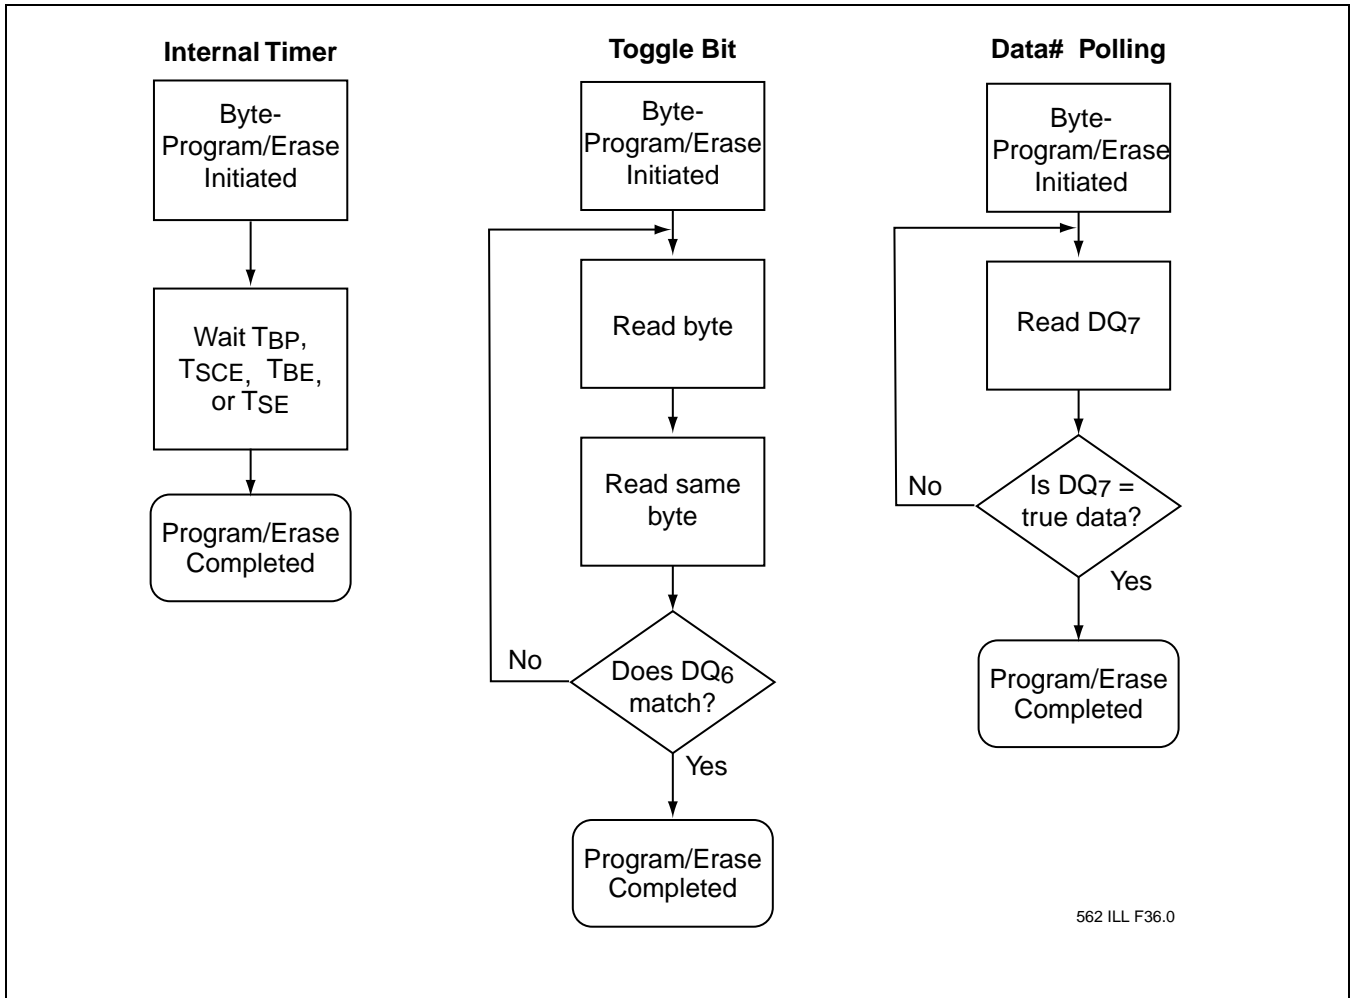 Internal Timer
Byte-
Program/Erase
Initiated
Wait TBP,
TSCE, TBE,
or TSE
Program/Erase
Completed
Toggle Bit
Byte-
Program/Erase
Initiated
Read byte
Read same
byte
Does DQ6
match?
No
Yes
Program/Erase
Completed
Data# Polling
Byte-
Program/Erase
Initiated
Read DQ7
Is DQ7 =
true data?
No
Yes
Program/Erase
Completed
562 ILL F36.0